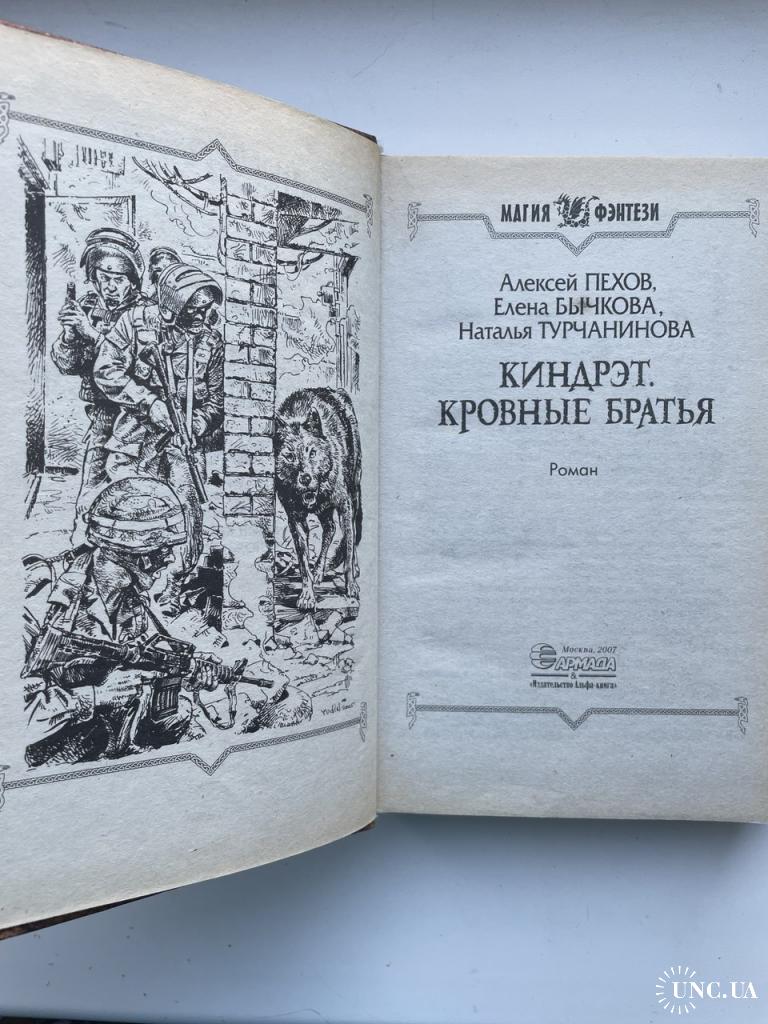 МАГИЯ ФЭНТЕЗИ
Алексей ПЕХОВ,
Елена БЫЧКОВА,
Наталья ТУРЧАНИНОВА
КИНДРЭТ.
КРОВНЫЕ БРАТЬЯ
Роман
Москва, 2007
АРМАДА
&
«Издательство Альфа-книга»
UNC.UA